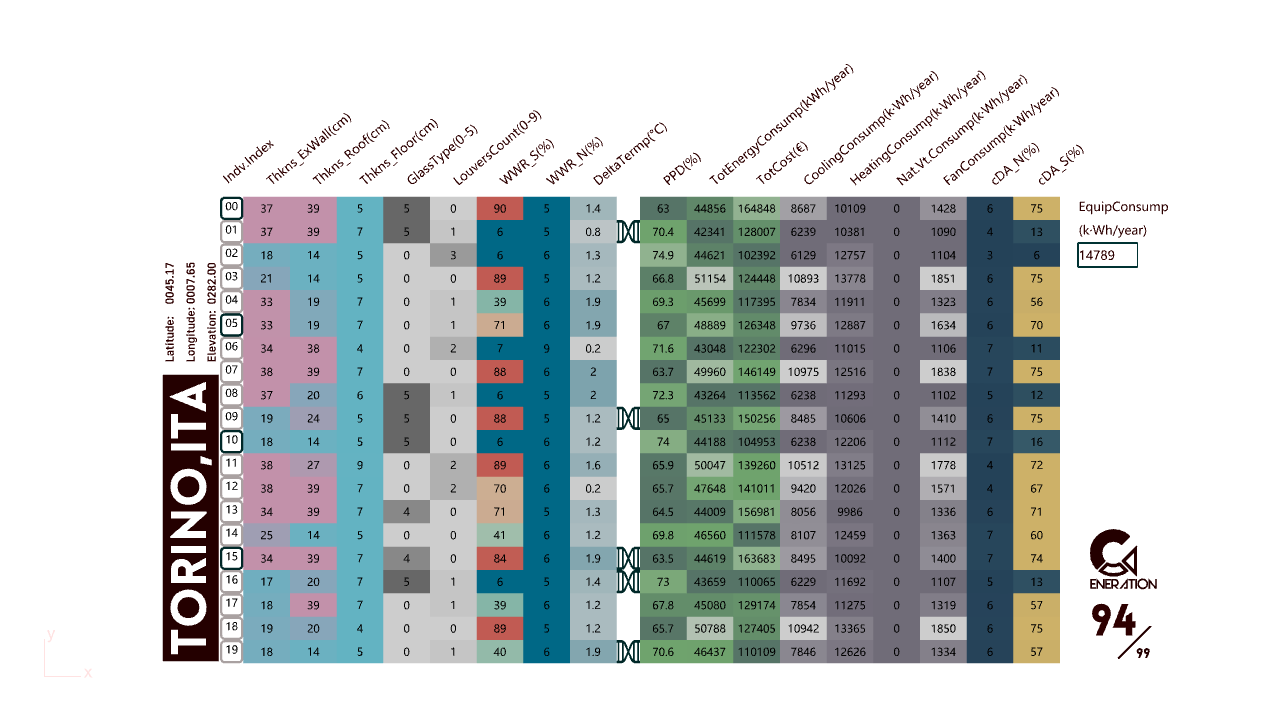 Indv.Index Thkns_ExWall(cm) Thkns_Roof(cm) Thkns_Floor(cm) GlassType(0-5) LouversCount(0-9) WWR_S(%) WWR_N(%) DeltaTermp(°C) PPD(%) TotEnergyConsump(kWh/year) TotCost(€) CoolingConsump(k·Wh/year) HeatingConsump(k·Wh/year) Nat.Vt.Consump(k·Wh/year) FanConsump(k·Wh/year) cDA_N(%) cDA_S(%)
00 37 39 5 5 0 90 5 1.4 63 44856 164848 8687 10109 0 1428 6 75
01 37 39 7 5 1 6 5 0.8 70.4 42341 128007 6239 10381 0 1090 4 13
02 18 14 5 0 3 6 6 1.3 74.9 44621 102392 6129 12757 0 1104 3 6
03 21 14 5 0 0 89 5 1.2 66.8 51154 124448 10893 13778 0 1851 6 75
04 33 19 7 0 1 39 6 1.9 69.3 45699 117395 7834 11911 0 1323 6 56
05 33 19 7 0 1 71 6 1.9 67 48889 126348 9736 12887 0 1634 6 70
06 34 38 4 0 2 7 9 0.2 71.6 43048 122302 6296 11015 0 1106 7 11
07 38 39 7 0 0 88 6 2 63.7 49960 146149 10975 12516 0 1838 7 75
08 37 20 6 5 1 6 5 2 72.3 43264 113562 6238 11293 0 1102 5 12
09 19 24 5 5 0 88 6 1.2 65 45133 150256 8485 10606 0 1410 6 75
10 18 14 5 5 0 6 6 1.2 74 44188 104953 6238 12206 0 1112 7 16
11 38 27 9 0 2 89 6 1.6 65.9 50047 139260 10512 13125 0 1778 4 72
12 38 39 7 0 2 70 6 0.2 65.7 47648 141011 9420 12026 0 1571 4 67
13 34 39 7 4 0 71 5 1.3 64.5 44009 156981 8056 9986 0 1336 6 71
14 25 14 5 0 0 41 6 1.2 69.8 46560 111578 8107 12459 0 1363 7 60
15 34 39 7 4 0 84 6 1.9 63.5 44619 163683 8495 10092 0 1400 7 74
16 17 20 7 5 1 6 5 1.4 73 43659 110065 6229 11692 0 1107 5 13
17 18 39 7 0 1 39 6 1.2 67.8 45080 129174 7854 11275 0 1319 6 57
18 19 20 4 0 0 89 5 1.2 65.7 50788 127405 10942 13365 0 1850 6 75
19 18 14 5 0 1 40 6 1.9 70.6 46437 110109 7846 12626 0 1334 6 57
EquipConsump
(k·Wh/year)
14789
Latitude: 0045.17
Longitude: 0007.65
Elevation: 0282.00
TORINO,ITA
GENERATION
94/99
y
x